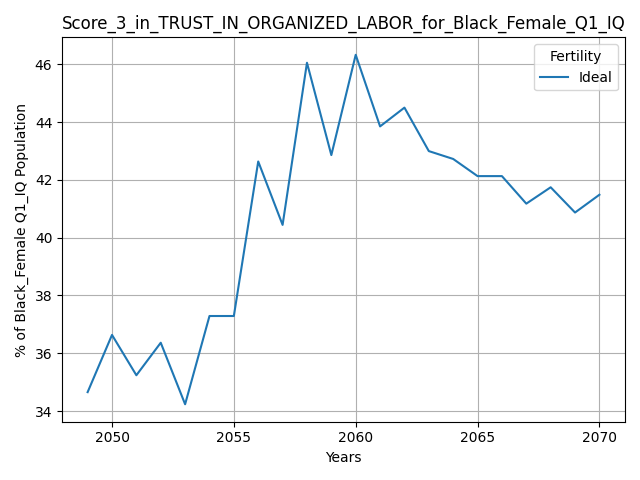 Score_3_in_TRUST_IN_ORGANIZED_LABOR_for_Black_Female_Q1_IQ
Fertility
Ideal
% of Black_Female Q1_IQ Population
46
44
42
40
38
36
34
2050
2055
2060
2065
2070
Years